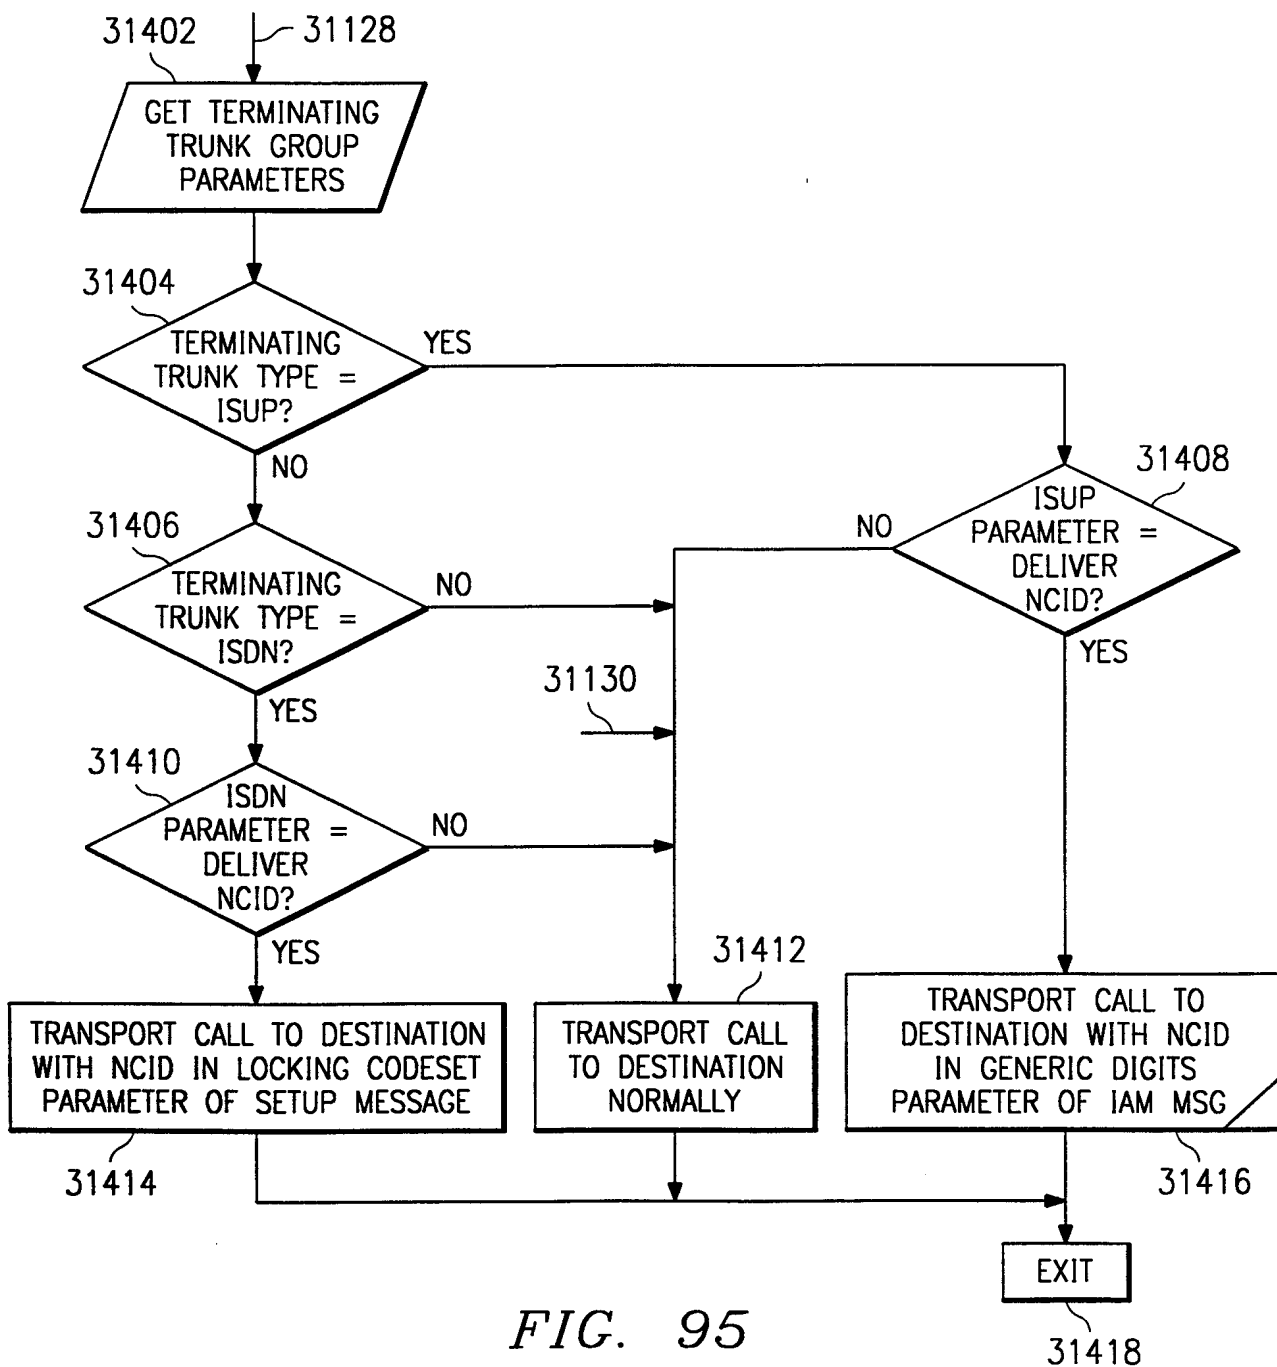 31402
31128
GET TERMINATING
TRUNK GROUP
PARAMETERS
31404
TERMINATING
TRUNK TYPE =
ISUP?
YES
NO
31408
ISUP
PARAMETER =
DELIVER
NCID?
NO
YES
31406
TERMINATING
TRUNK TYPE =
ISDN?
NO
YES
31130
31410
ISDN
PARAMETER =
DELIVER
NCID?
NO
YES
31412
TRANSPORT CALL TO DESTINATION
WITH NCID IN LOCKING CODESET
PARAMETER OF SETUP MESSAGE
31414
TRANSPORT CALL
TO DESTINATION
NORMALLY
TRANSPORT CALL TO
DESTINATION WITH NCID
IN GENERIC DIGITS
PARAMETER OF IAM MSG
31416
EXIT
31418
FIG. 95